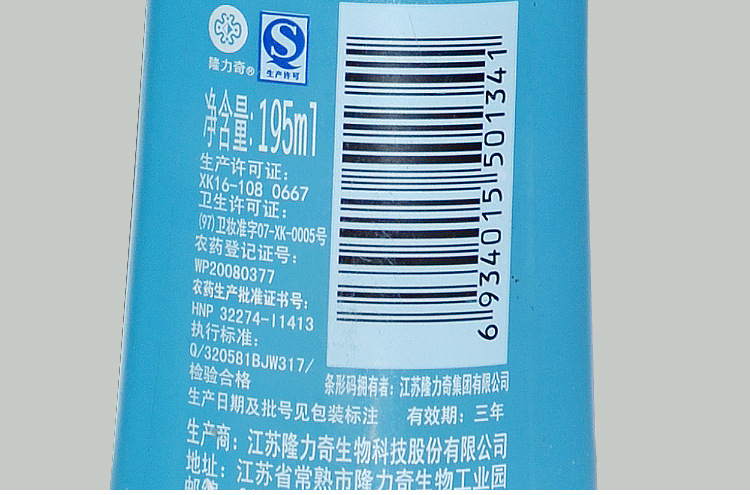 隆力奇®
生产许可
净含量:195ml
生产许可证:
XK16-108 0667
卫生许可证:
(97)卫妆准字07-XK-0005号
农药登记证号:
WP20080377
农药生产批准证书号:
HNP 32274-I1413
执行标准:
Q/320581BJW317/
检验合格
生产日期及批号见包装标注 有效期:三年
生产商:江苏隆力奇生物科技股份有限公司
地址:江苏省常熟市隆力奇生物工业园
6 934015 501341
条形码拥有者:江苏隆力奇集团有限公司